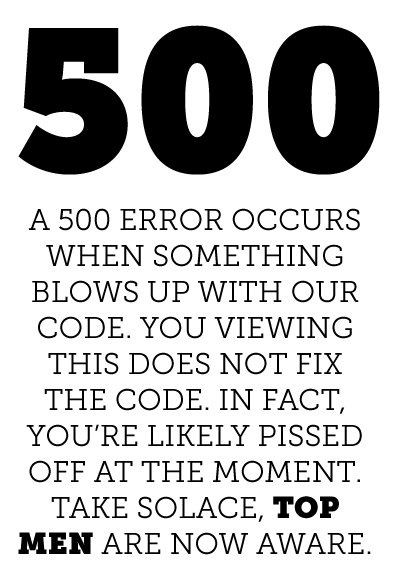 500
A 500 ERROR OCCURS
WHEN SOMETHING
BLOWS UP WITH OUR
CODE. YOU VIEWING
THIS DOES NOT FIX
THE CODE. IN FACT,
YOU’RE LIKELY PISSED
OFF AT THE MOMENT.
TAKE SOLACE, TOP
MEN ARE NOW AWARE.